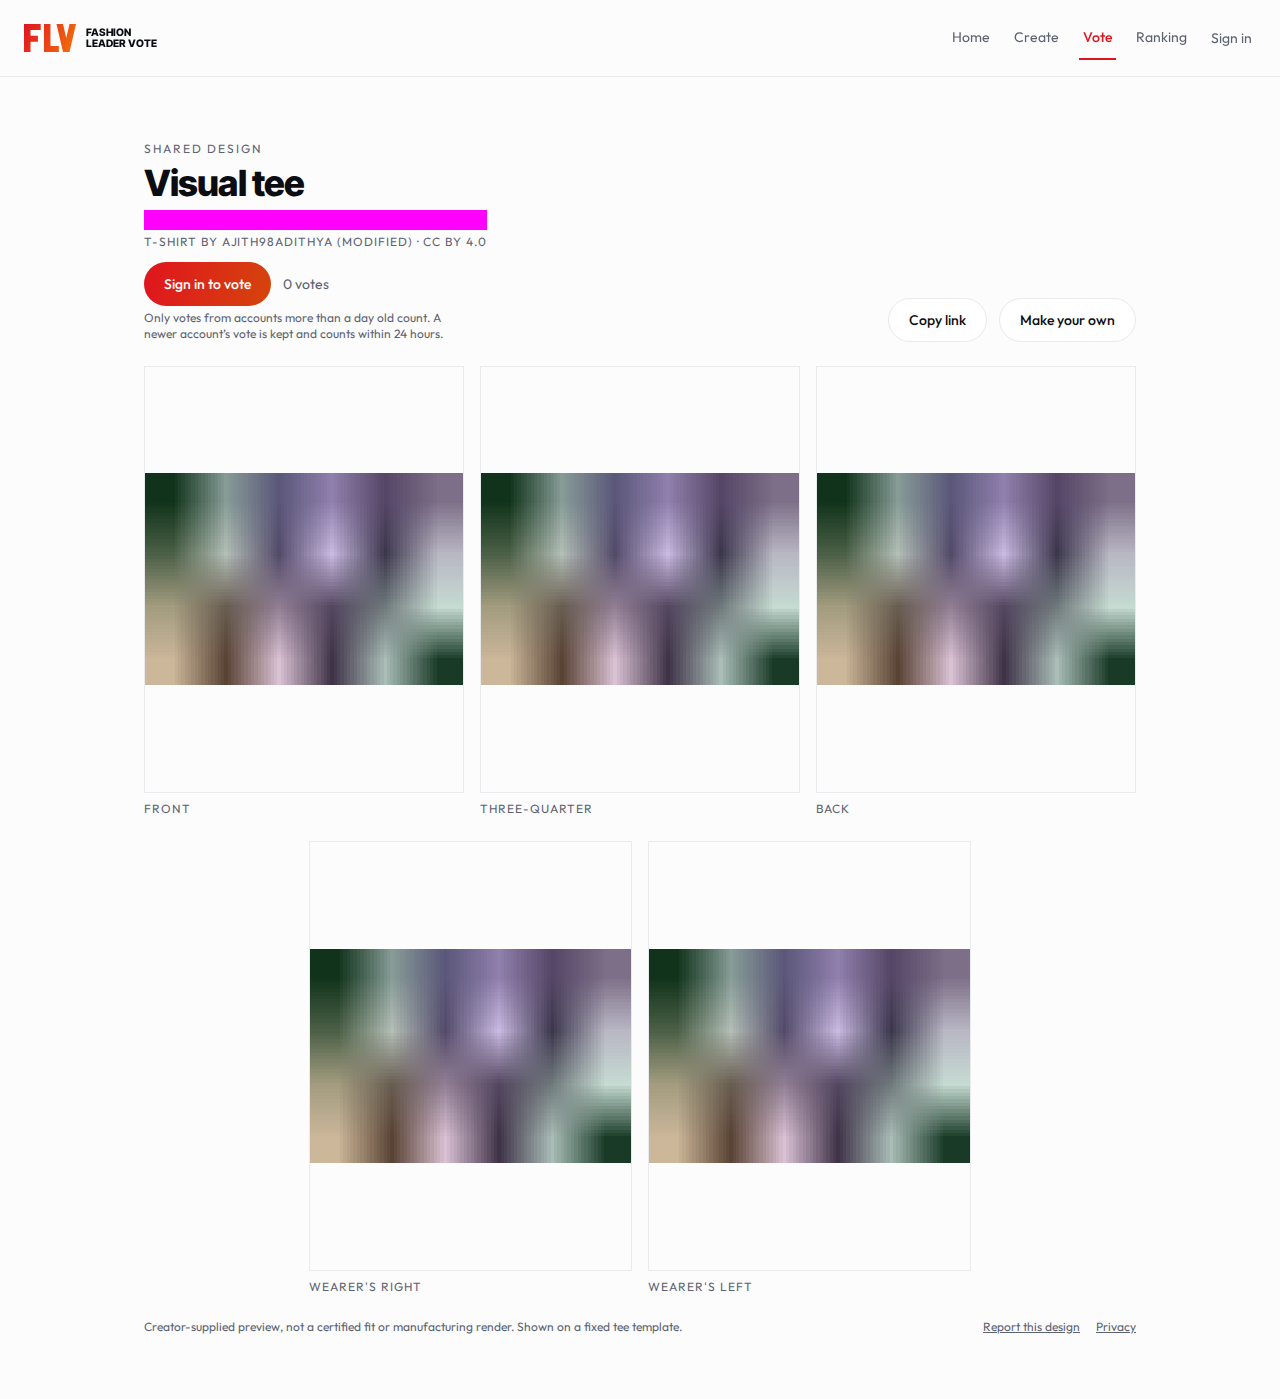 FLV
FASHION
LEADER VOTE
Home
Create
Vote
Ranking
Sign in
SHARED DESIGN
Visual tee
T-SHIRT BY AJITH98ADITHYA (MODIFIED) · CC BY 4.0
Sign in to vote
0 votes
Only votes from accounts more than a day old count. A
newer account's vote is kept and counts within 24 hours.
Copy link
Make your own
FRONT
THREE-QUARTER
BACK
WEARER'S RIGHT
WEARER'S LEFT
Creator-supplied preview, not a certified fit or manufacturing render. Shown on a fixed tee template.
Report this design
Privacy